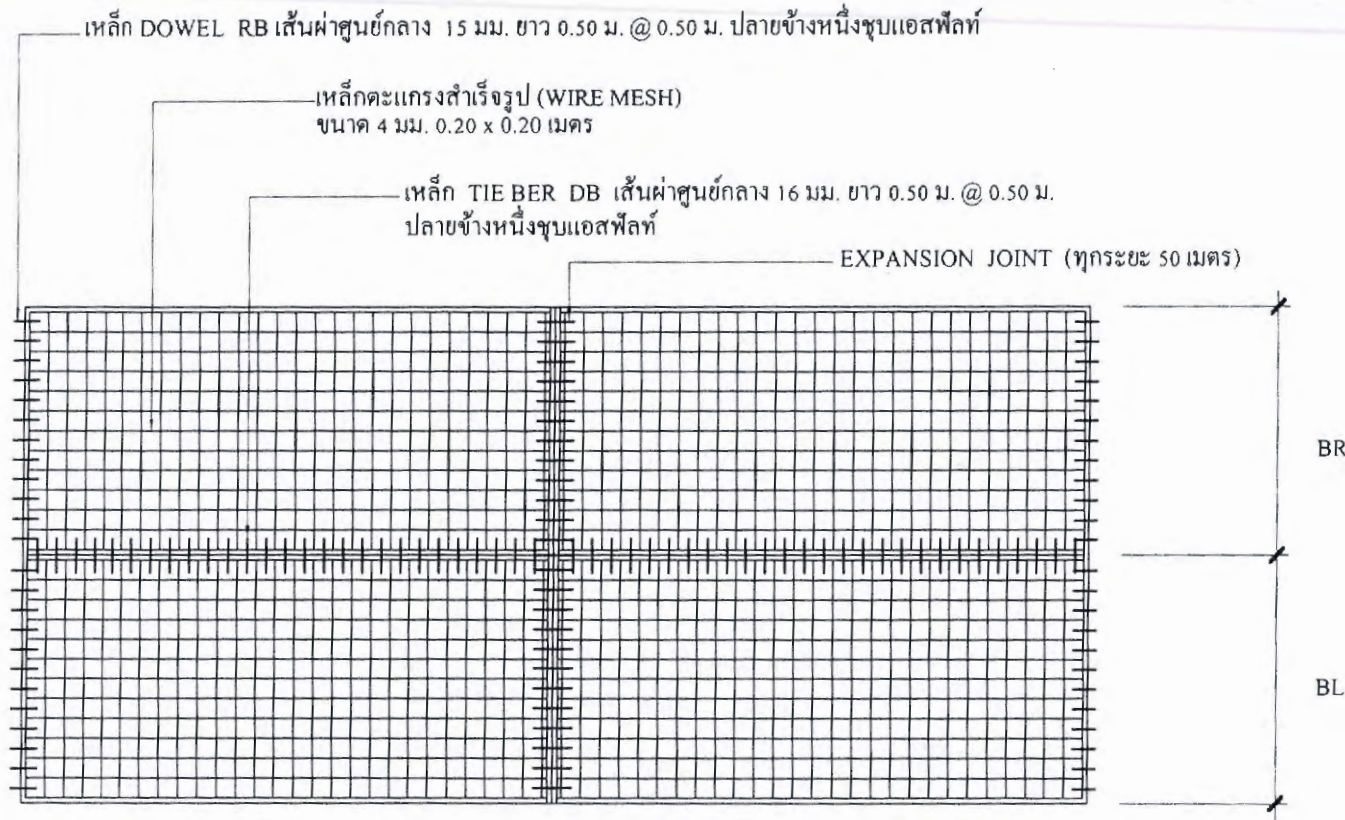 เหล็ก DOWEL RB เส้นผ่าศูนย์กลาง 15 มม. ยาว 0.50 ม. @ 0.50 ม. ปลายข้างหนึ่งชุบแอสฟัลท์
เหล็กตะแกรงสำเร็จรูป (WIRE MESH)
ขนาด 4 มม. 0.20 x 0.20 เมตร
เหล็ก TIE BER DB เส้นผ่าศูนย์กลาง 16 มม. ยาว 0.50 ม. @ 0.50 ม.
ปลายข้างหนึ่งชุบแอสฟัลท์
EXPANSION JOINT (ทุกระยะ 50 เมตร)
BR
BL